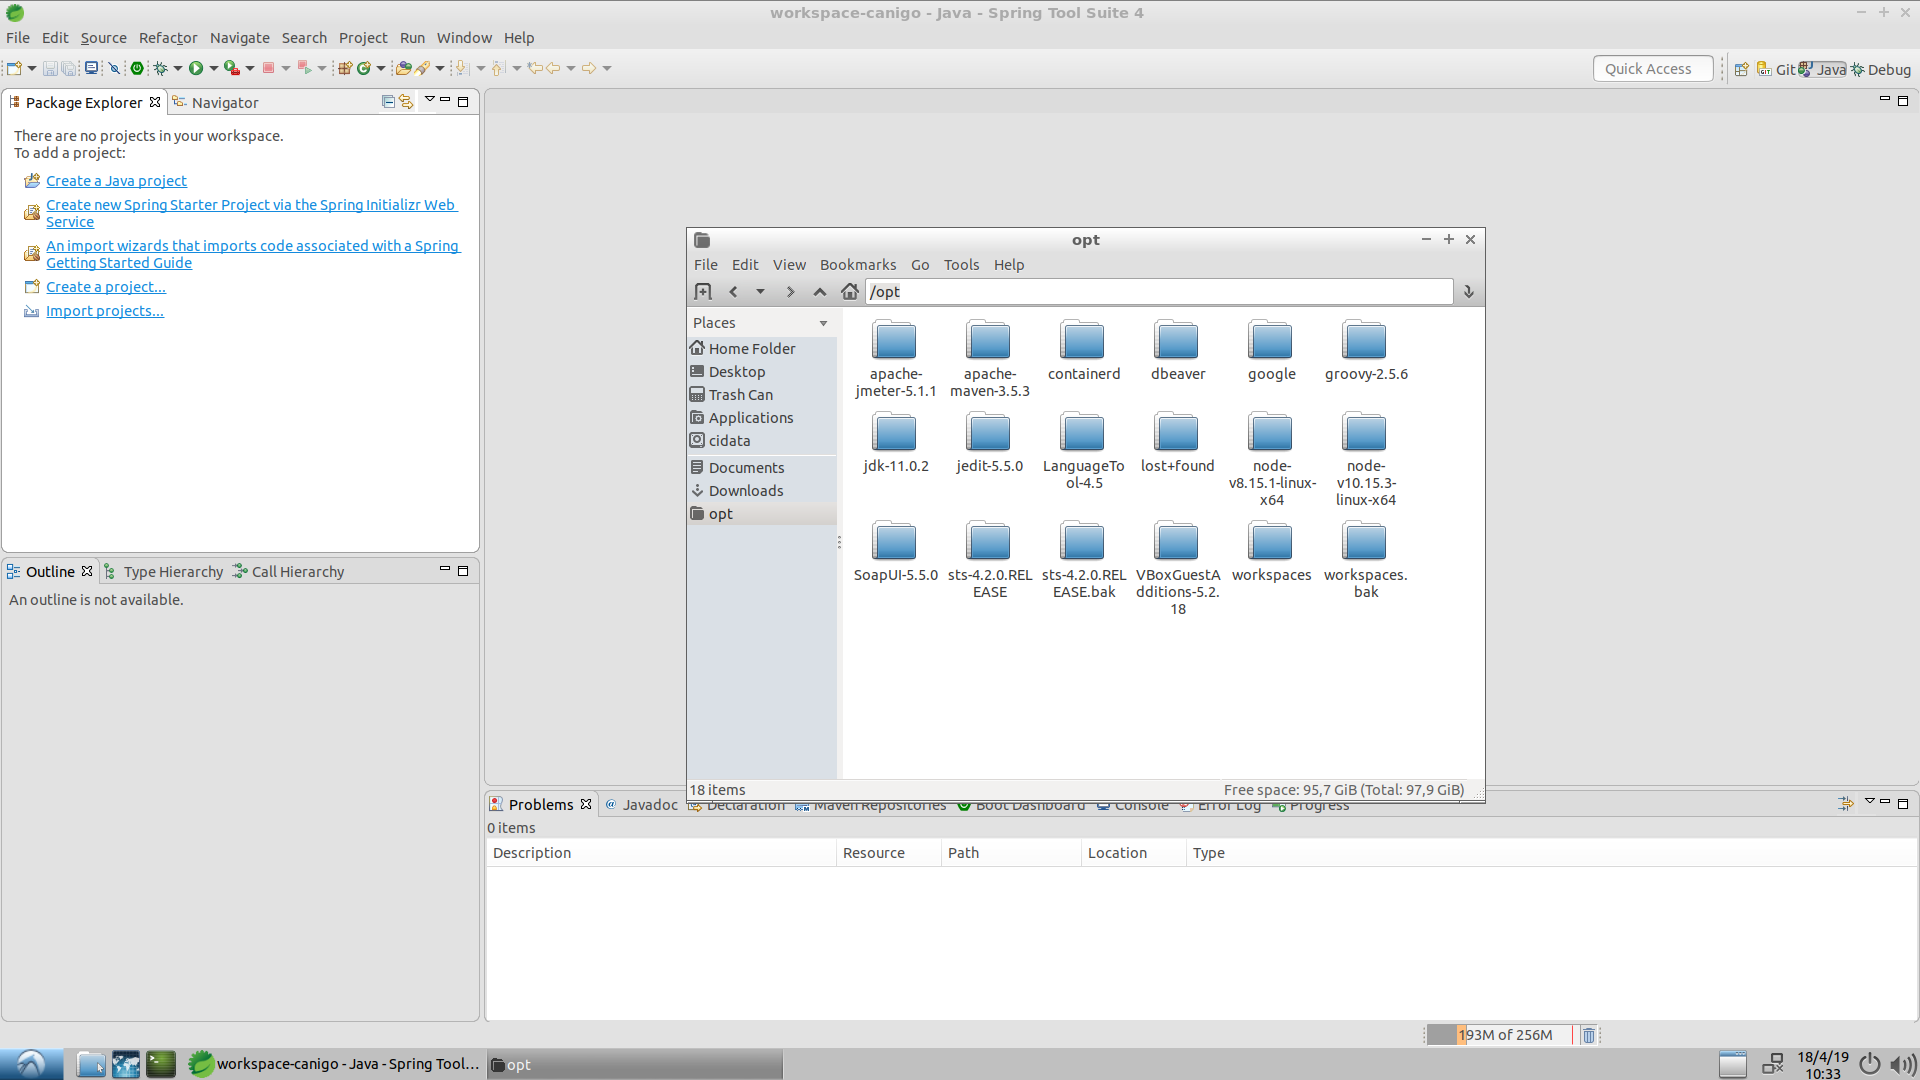 workspace-canigo - Java - Spring Tool Suite 4
File Edit Source Refactor Navigate Search Project Run Window Help
Quick Access
Git Java Debug
Package Explorer Navigator
There are no projects in your workspace.
To add a project:
Create a Java project
Create new Spring Starter Project via the Spring Initializr Web
Service
An import wizards that imports code associated with a Spring
Getting Started Guide
Create a project...
Import projects...
Outline Type Hierarchy Call Hierarchy
An outline is not available.
opt
File Edit View Bookmarks Go Tools Help
/opt
Places
Home Folder
Desktop
Trash Can
Applications
cidata
Documents
Downloads
opt
apache-
jmeter-5.1.1
apache-
maven-3.5.3
containerd
dbeaver
google
groovy-2.5.6
jdk-11.0.2
jedit-5.5.0
LanguageTo
ol-4.5
lost+found
node-
v8.15.1-linux-
x64
node-
v10.15.3-
linux-x64
SoapUI-5.5.0
sts-4.2.0.REL
EASE
sts-4.2.0.REL
EASE.bak
VBoxGuestA
dditions-5.2.
18
workspaces
workspaces.
bak
18 items
Free space: 95,7 GiB (Total: 97,9 GiB)
Problems Javadoc Declaration Maven Repositories Boot Dashboard Console Error Log Progress
0 items
Description Resource Path Location Type
193M of 256M
workspace-canigo - Java - Spring Tool...
opt
18/4/19
10:33